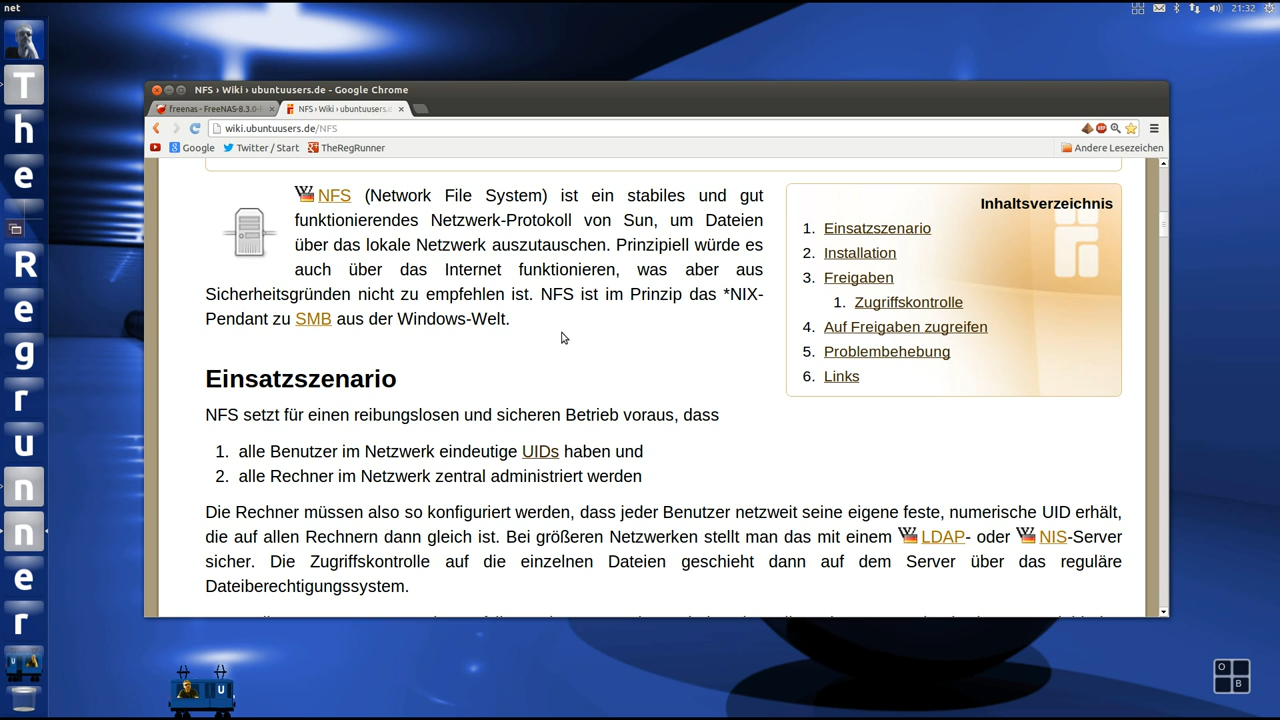 net
21:32
T
h
e
R
e
g
r
u
n
n
e
r
NFS › Wiki › ubuntuusers.de - Google Chrome
freenas - FreeNAS-8.3.0-
NFS › Wiki › ubuntuusers.
wiki.ubuntuusers.de/NFS
Google Twitter / Start TheRegRunner Andere Lesezeichen
NFS (Network File System) ist ein stabiles und gut
funktionierendes Netzwerk-Protokoll von Sun, um Dateien
über das lokale Netzwerk auszutauschen. Prinzipiell würde es
auch über das Internet funktionieren, was aber aus
Sicherheitsgründen nicht zu empfehlen ist. NFS ist im Prinzip das *NIX-
Pendant zu SMB aus der Windows-Welt.
Inhaltsverzeichnis
1. Einsatzszenario
2. Installation
3. Freigaben
1. Zugriffskontrolle
4. Auf Freigaben zugreifen
5. Problembehebung
6. Links
Einsatzszenario
NFS setzt für einen reibungslosen und sicheren Betrieb voraus, dass
1. alle Benutzer im Netzwerk eindeutige UIDs haben und
2. alle Rechner im Netzwerk zentral administriert werden
Die Rechner müssen also so konfiguriert werden, dass jeder Benutzer netzweit seine eigene feste, numerische UID erhält,
die auf allen Rechnern dann gleich ist. Bei größeren Netzwerken stellt man das mit einem LDAP- oder NIS-Server
sicher. Die Zugriffskontrolle auf die einzelnen Dateien geschieht dann auf dem Server über das reguläre
Dateiberechtigungssystem.
U
O
B